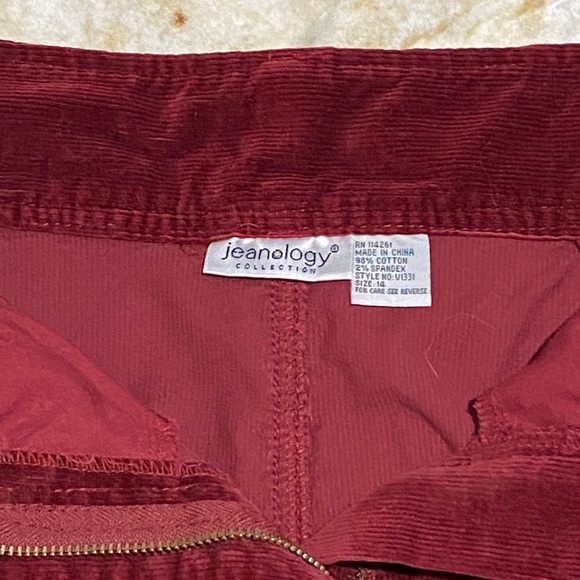 jeanology®
COLLECTION
RN 114261
MADE IN CHINA
98% COTTON
2% SPANDEX
STYLE NO: V1331
SIZE: 14
FOR CARE SEE REVERSE